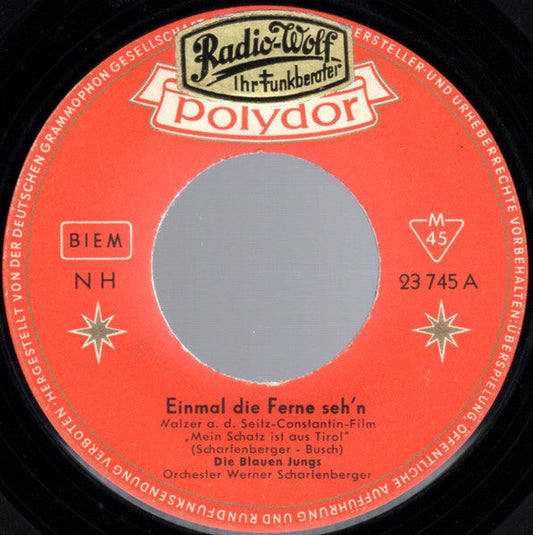 Radio-Wolf
Ihr Funkberater
Polydor
HERGESTELLT VON DER DEUTSCHEN GRAMMOPHON GESELLSCHAFT
HERSTELLER- UND URHEBERRECHTE VORBEHALTEN: ÜBERSPIELUNG, ÖFFENTLICHE AUFFÜHRUNG UND RUNDFUNKSENDUNG VERBOTEN
BIEM
NH
M
45
23 745 A
Einmal die Ferne seh'n
Walzer a. d. Seitz-Constantin-Film
„Mein Schatz ist aus Tirol"
(Scharfenberger - Busch)
Die Blauen Jungs
Orchester Werner Scharfenberger